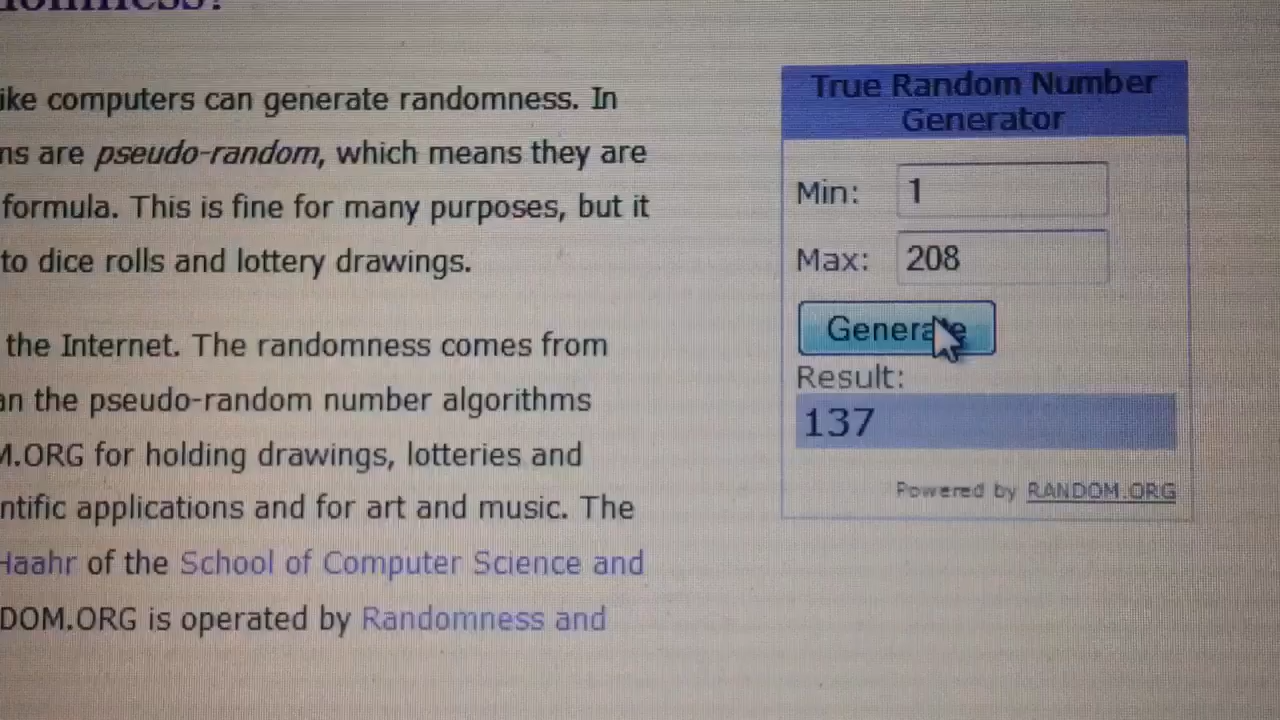 ike computers can generate randomness. In
ns are pseudo-random, which means they are
formula. This is fine for many purposes, but it
to dice rolls and lottery drawings.
the Internet. The randomness comes from
an the pseudo-random number algorithms
M.ORG for holding drawings, lotteries and
ntific applications and for art and music. The
Haahr of the School of Computer Science and
DOM.ORG is operated by Randomness and
True Random Number
Generator
Min: 1
Max: 208
Generate
Result:
137
Powered by RANDOM.ORG